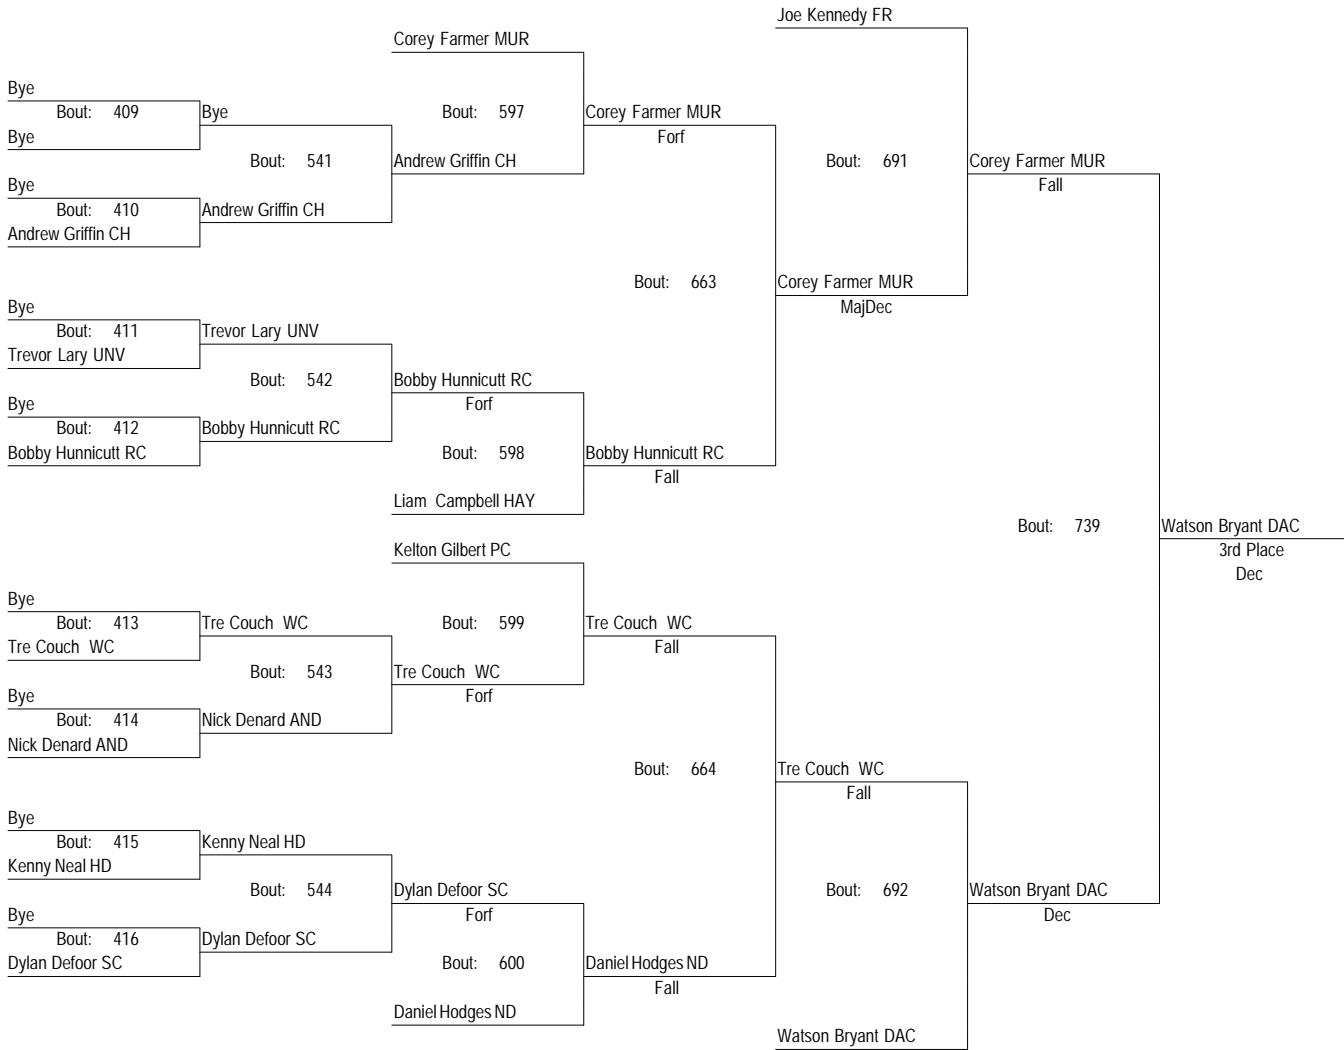 Joe Kennedy FR
Corey Farmer MUR
Bye
Bout: 409
Bye
Bout: 597
Corey Farmer MUR
Bye
Forf
Bout: 541
Andrew Griffin CH
Bout: 691
Corey Farmer MUR
Bye
Fall
Bout: 410
Andrew Griffin CH
Andrew Griffin CH
Bout: 663
Corey Farmer MUR
Bye
MajDec
Bout: 411
Trevor Lary UNV
Trevor Lary UNV
Bout: 542
Bobby Hunnicutt RC
Bye
Forf
Bout: 412
Bobby Hunnicutt RC
Bobby Hunnicutt RC
Bout: 598
Bobby Hunnicutt RC
Fall
Liam Campbell HAY
Bout: 739
Watson Bryant DAC
Kelton Gilbert PC
3rd Place
Dec
Bye
Bout: 413
Tre Couch WC
Bout: 599
Tre Couch WC
Tre Couch WC
Fall
Bout: 543
Tre Couch WC
Bye
Forf
Bout: 414
Nick Denard AND
Nick Denard AND
Bout: 664
Tre Couch WC
Fall
Bye
Bout: 415
Kenny Neal HD
Kenny Neal HD
Bout: 544
Dylan Defoor SC
Bout: 692
Watson Bryant DAC
Bye
Forf
Dec
Bout: 416
Dylan Defoor SC
Dylan Defoor SC
Bout: 600
Daniel Hodges ND
Fall
Daniel Hodges ND
Watson Bryant DAC